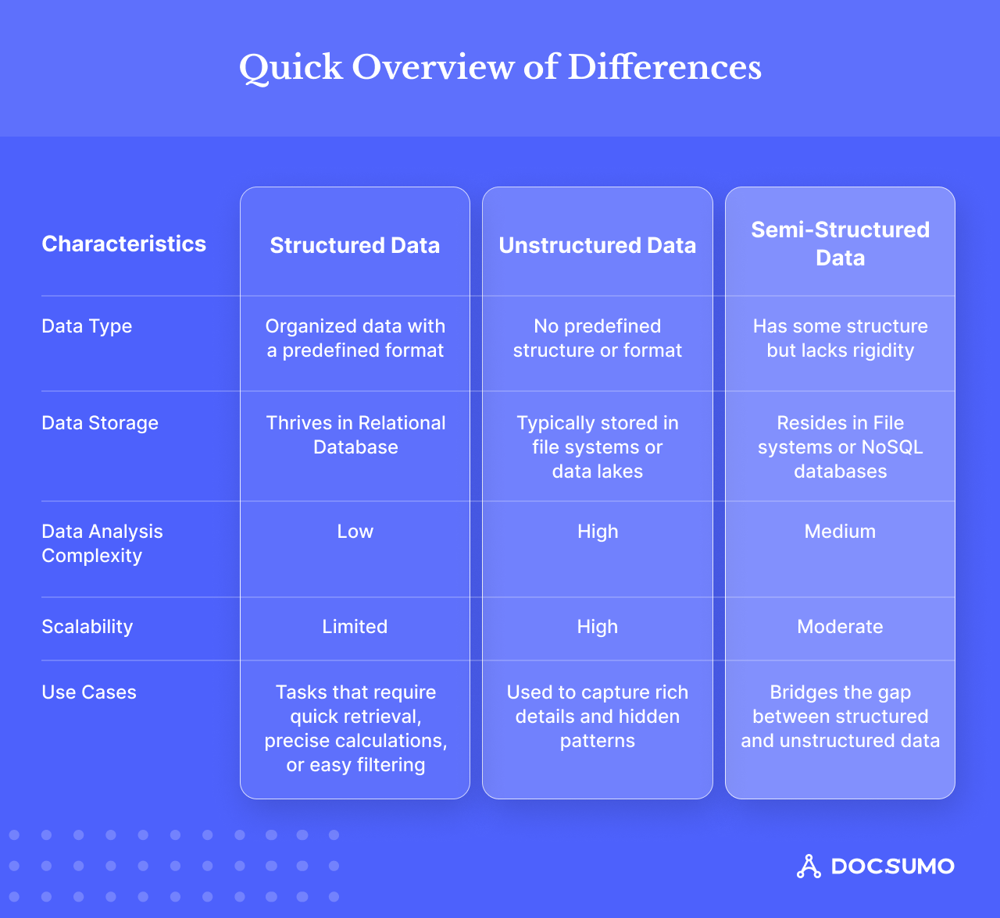 Quick Overview of Differences
Characteristics
Structured Data
Unstructured Data
Semi-Structured
Data
Data Type
Organized data with
a predefined format
No predefined
structure or format
Has some structure
but lacks rigidity
Data Storage
Thrives in Relational
Database
Typically stored in
file systems or
data lakes
Resides in File
systems or NoSQL
databases
Data Analysis
Complexity
Low
High
Medium
Scalability
Limited
High
Moderate
Use Cases
Tasks that require
quick retrieval,
precise calculations,
or easy filtering
Used to capture rich
details and hidden
patterns
Bridges the gap
between structured
and unstructured data
DOCSUMO